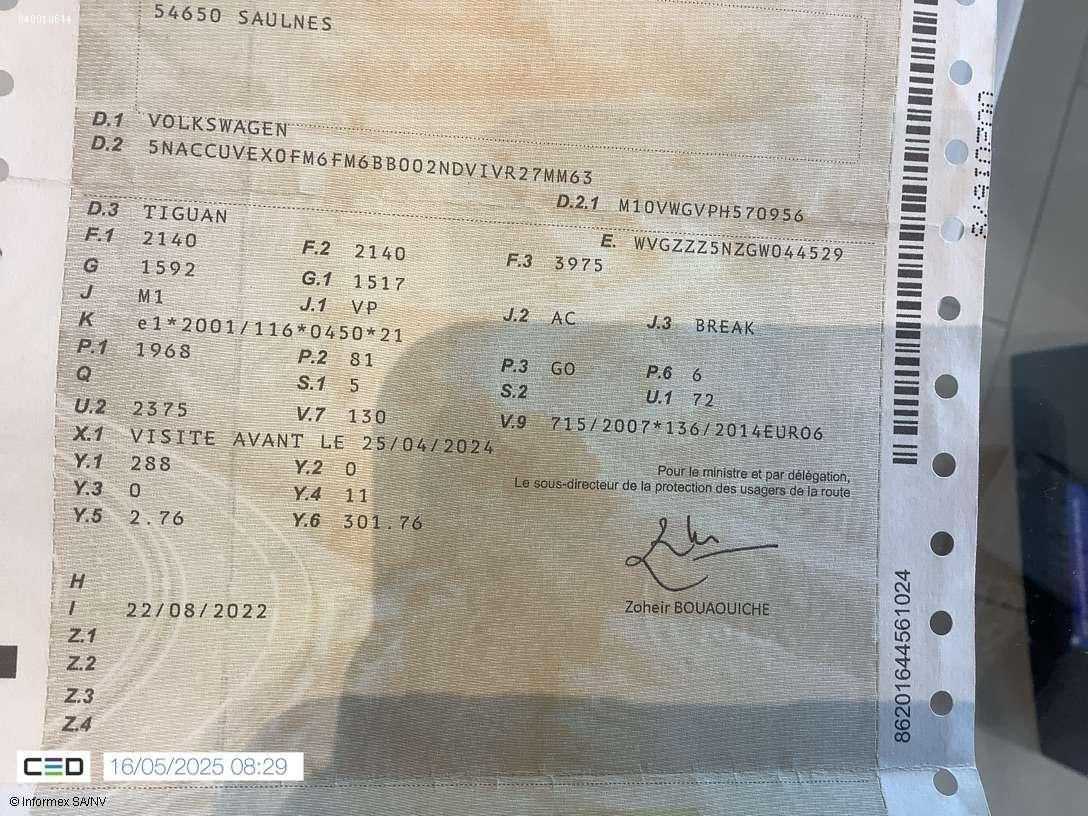 048010644
54650 SAULNES
D.1 VOLKSWAGEN
D.2 5NACCUVEX0FM6FM6BB002NDVIVR27MM63
D.2.1 M10VWGVPH570956
D.3 TIGUAN
E. WVGZZZ5NZGW044529
F.1 2140 F.2 2140 F.3 3975
G 1592 G.1 1517
J M1 J.1 VP J.2 AC J.3 BREAK
K e1*2001/116*0450*21
P.1 1968 P.2 81 P.3 GO P.6 6
Q S.1 5 S.2 U.1 72
U.2 2375 V.7 130 V.9 715/2007*136/2014EURO6
X.1 VISITE AVANT LE 25/04/2024
Y.1 288 Y.2 0
Y.3 0 Y.4 11
Y.5 2.76 Y.6 301.76
Pour le ministre et par délégation,
Le sous-directeur de la protection des usagers de la route
Zoheir BOUAOUICHE
H
I 22/08/2022
Z.1
Z.2
Z.3
Z.4
8620164456​1024
CED 16/05/2025 08:29
© Informex SA/NV